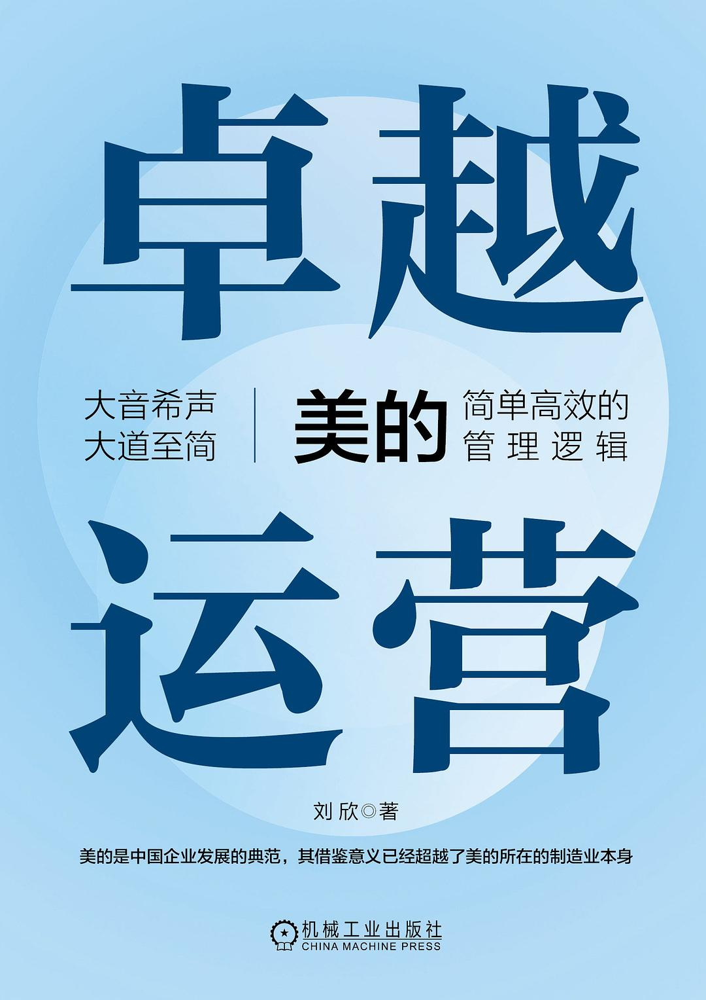 卓越
大音希声
大道至简
美的
简单高效的
管理逻辑
运营
刘欣◎著
美的是中国企业发展的典范，其借鉴意义已经超越了美的所在的制造业本身
机械工业出版社
CHINA MACHINE PRESS